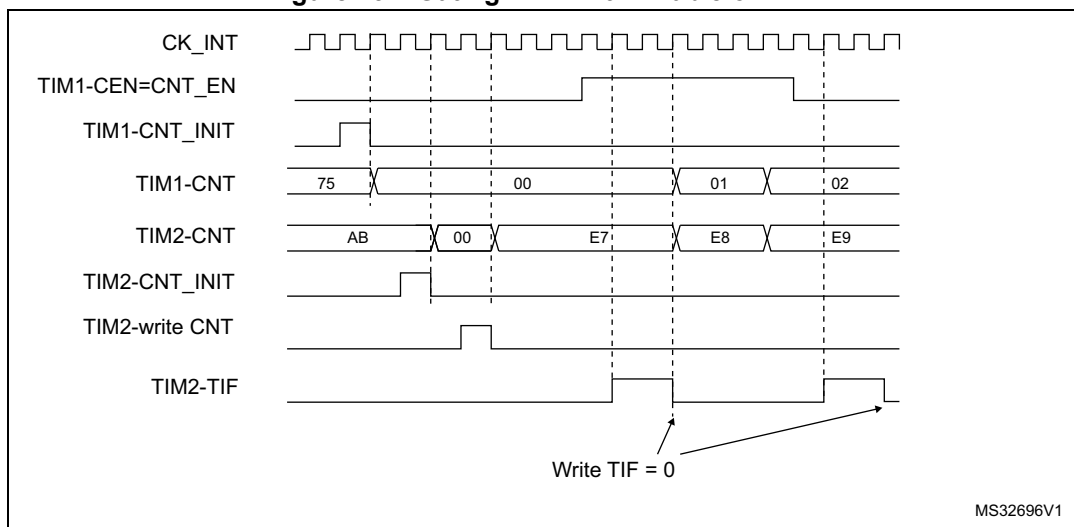 CK_INT
TIM1-CEN=CNT_EN
TIM1-CNT_INIT
TIM1-CNT 75 00 01 02
TIM2-CNT AB 00 E7 E8 E9
TIM2-CNT_INIT
TIM2-write CNT
TIM2-TIF
Write TIF = 0
MS32696V1